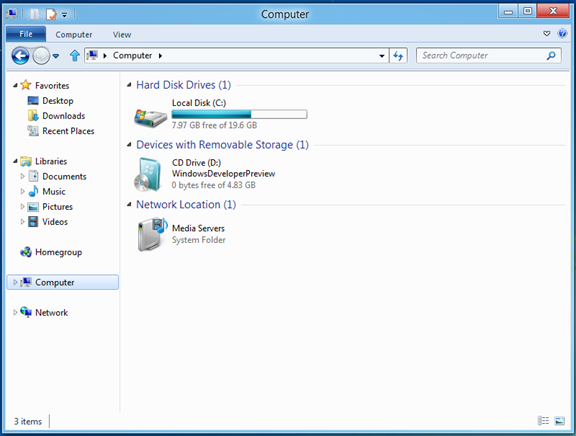 Computer
File Computer View
Computer
Search Computer
Favorites
Desktop
Downloads
Recent Places
Libraries
Documents
Music
Pictures
Videos
Homegroup
Computer
Network
Hard Disk Drives (1)
Local Disk (C:)
7.97 GB free of 19.6 GB
Devices with Removable Storage (1)
CD Drive (D:)
WindowsDeveloperPreview
0 bytes free of 4.83 GB
Network Location (1)
Media Servers
System Folder
3 items